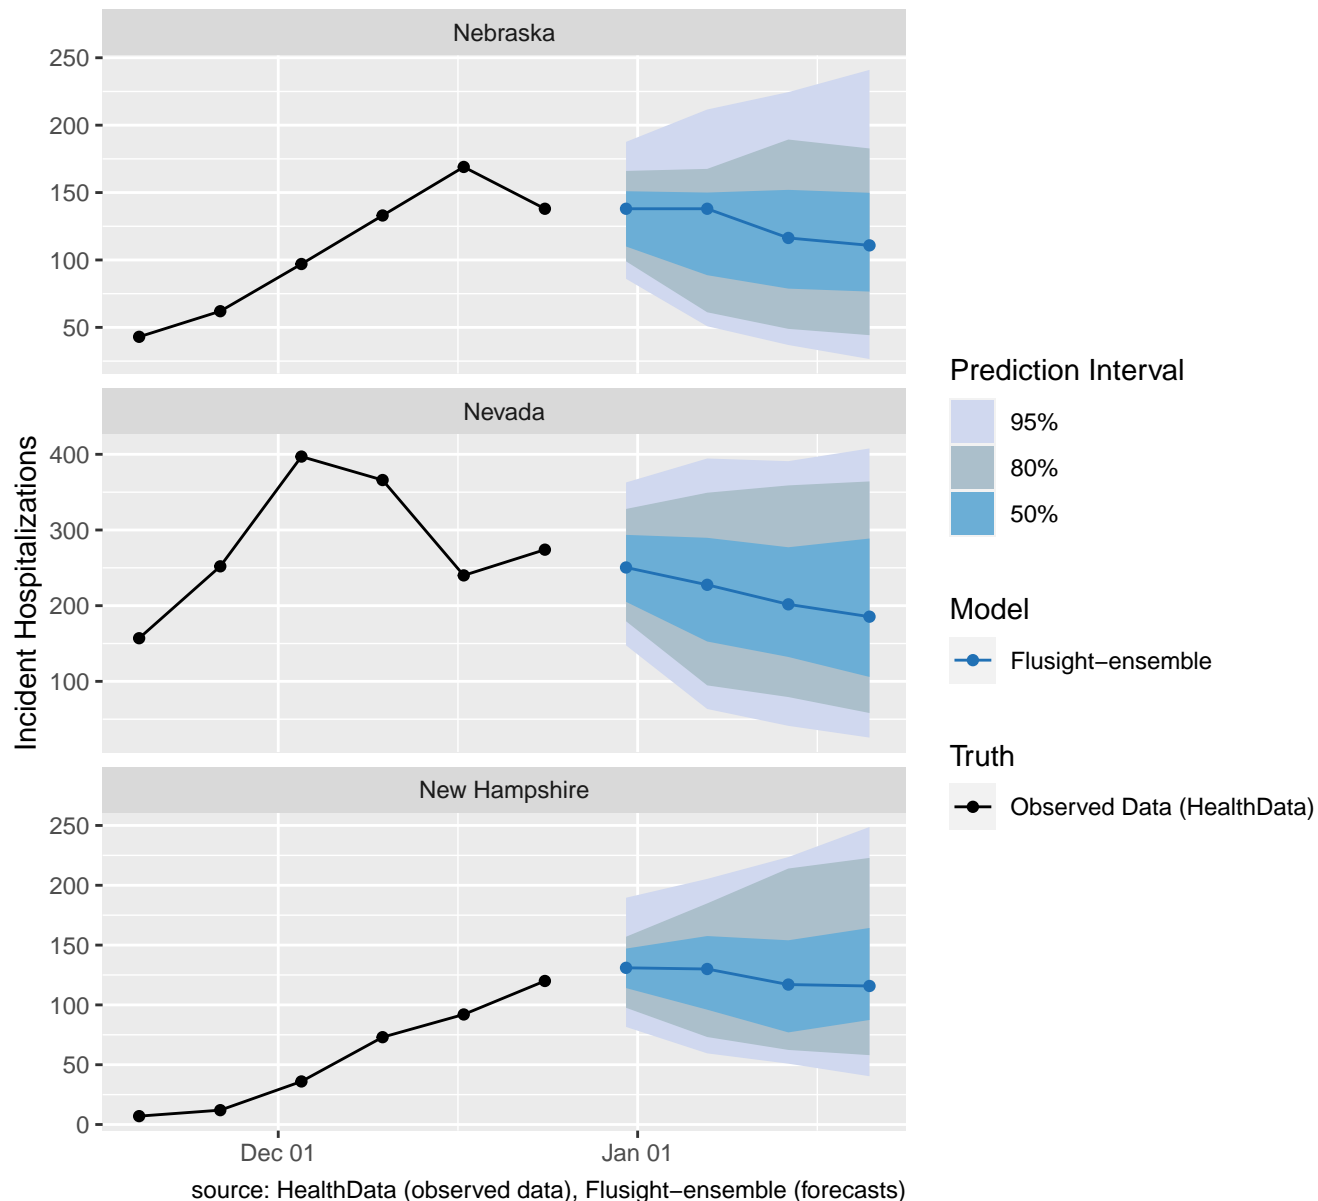 Nebraska
250
200
150
100
50
Nevada
400
300
200
100
New Hampshire
250
200
150
100
50
0
Dec 01
Jan 01
Incident Hospitalizations
source: HealthData (observed data), Flusight−ensemble (forecasts)
Prediction Interval
95%
80%
50%
Model
Flusight−ensemble
Truth
Observed Data (HealthData)